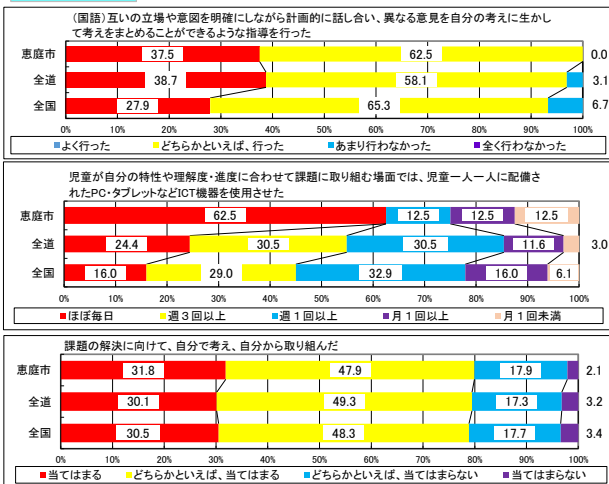 (国語)互いの立場や意図を明確にしながら計画的に話し合い、異なる意見を自分の考えに生かし
て考えをまとめることができるような指導を行った
恵庭市 37.5 62.5 0.0
全道 38.7 58.1 3.1
全国 27.9 65.3 6.7
0% 10% 20% 30% 40% 50% 60% 70% 80% 90% 100%
よく行った どちらかといえば、行った あまり行わなかった 全く行わなかった
児童が自分の特性や理解度・進度に合わせて課題に取り組む場面では、児童一人一人に配備さ
れたPC・タブレットなどICT機器を使用させた
恵庭市 62.5 12.5 12.5 12.5
全道 24.4 30.5 30.5 11.6 3.0
全国 16.0 29.0 32.9 16.0 6.1
0% 10% 20% 30% 40% 50% 60% 70% 80% 90% 100%
ほぼ毎日 週3回以上 週1回以上 月1回以上 月1回未満
課題の解決に向けて、自分で考え、自分から取り組んだ
恵庭市 31.8 47.9 17.9 2.1
全道 30.1 49.3 17.3 3.2
全国 30.5 48.3 17.7 3.4
0% 10% 20% 30% 40% 50% 60% 70% 80% 90% 100%
当てはまる どちらかといえば、当てはまる どちらかといえば、当てはまらない 当てはまらない